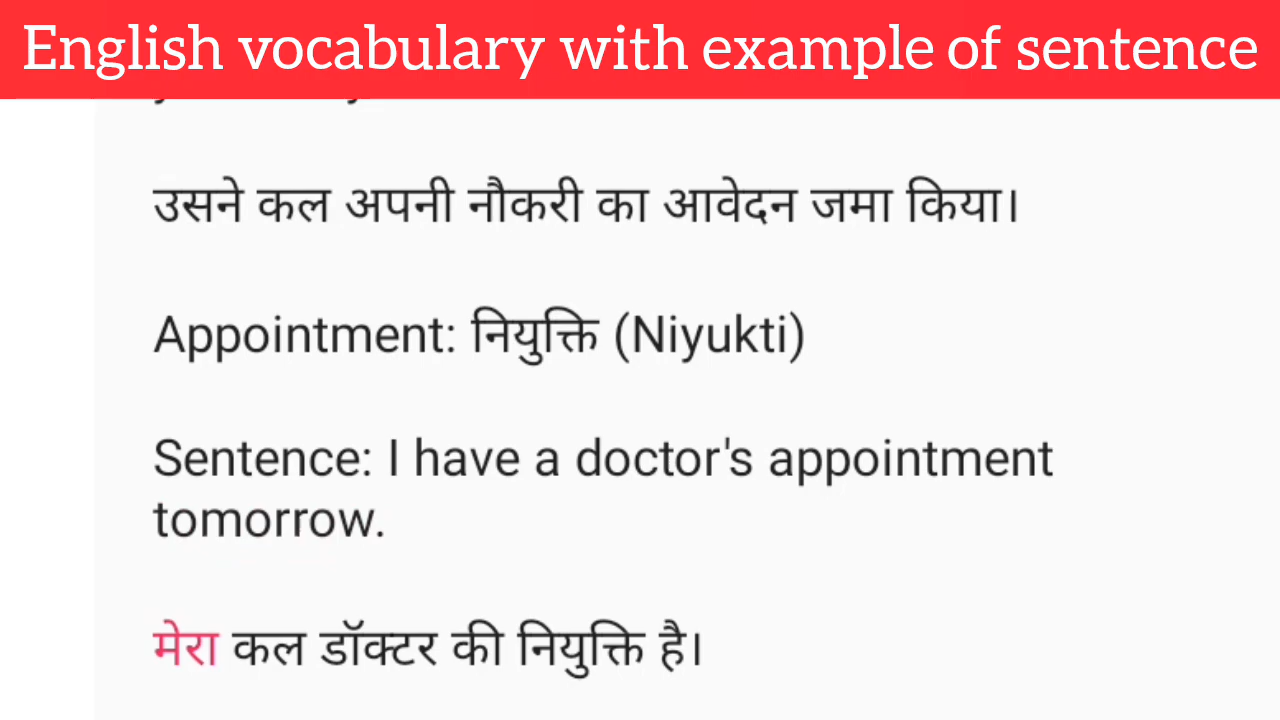 English vocabulary with example of sentence
उसने कल अपनी नौकरी का आवेदन जमा किया।
Appointment: नियुक्ति (Niyukti)
Sentence: I have a doctor's appointment
tomorrow.
मेरा कल डॉक्टर की नियुक्ति है।